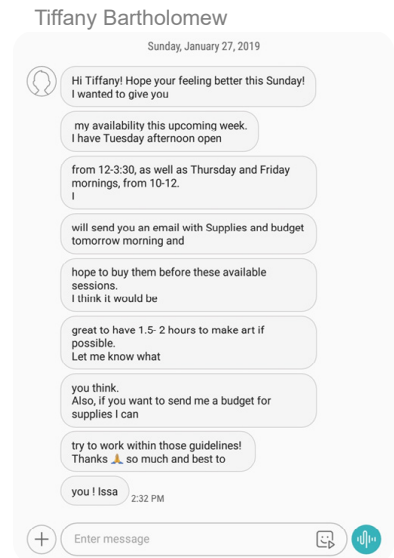 Tiffany Bartholomew
Sunday, January 27, 2019
Hi Tiffany! Hope your feeling better this Sunday!
I wanted to give you
my availability this upcoming week.
I have Tuesday afternoon open
from 12-3:30, as well as Thursday and Friday
mornings, from 10-12.
I
will send you an email with Supplies and budget
tomorrow morning and
hope to buy them before these available
sessions.
I think it would be
great to have 1.5- 2 hours to make art if
possible.
Let me know what
you think.
Also, if you want to send me a budget for
supplies I can
try to work within those guidelines!
Thanks 🙏 so much and best to
you ! Issa
2:32 PM
Enter message